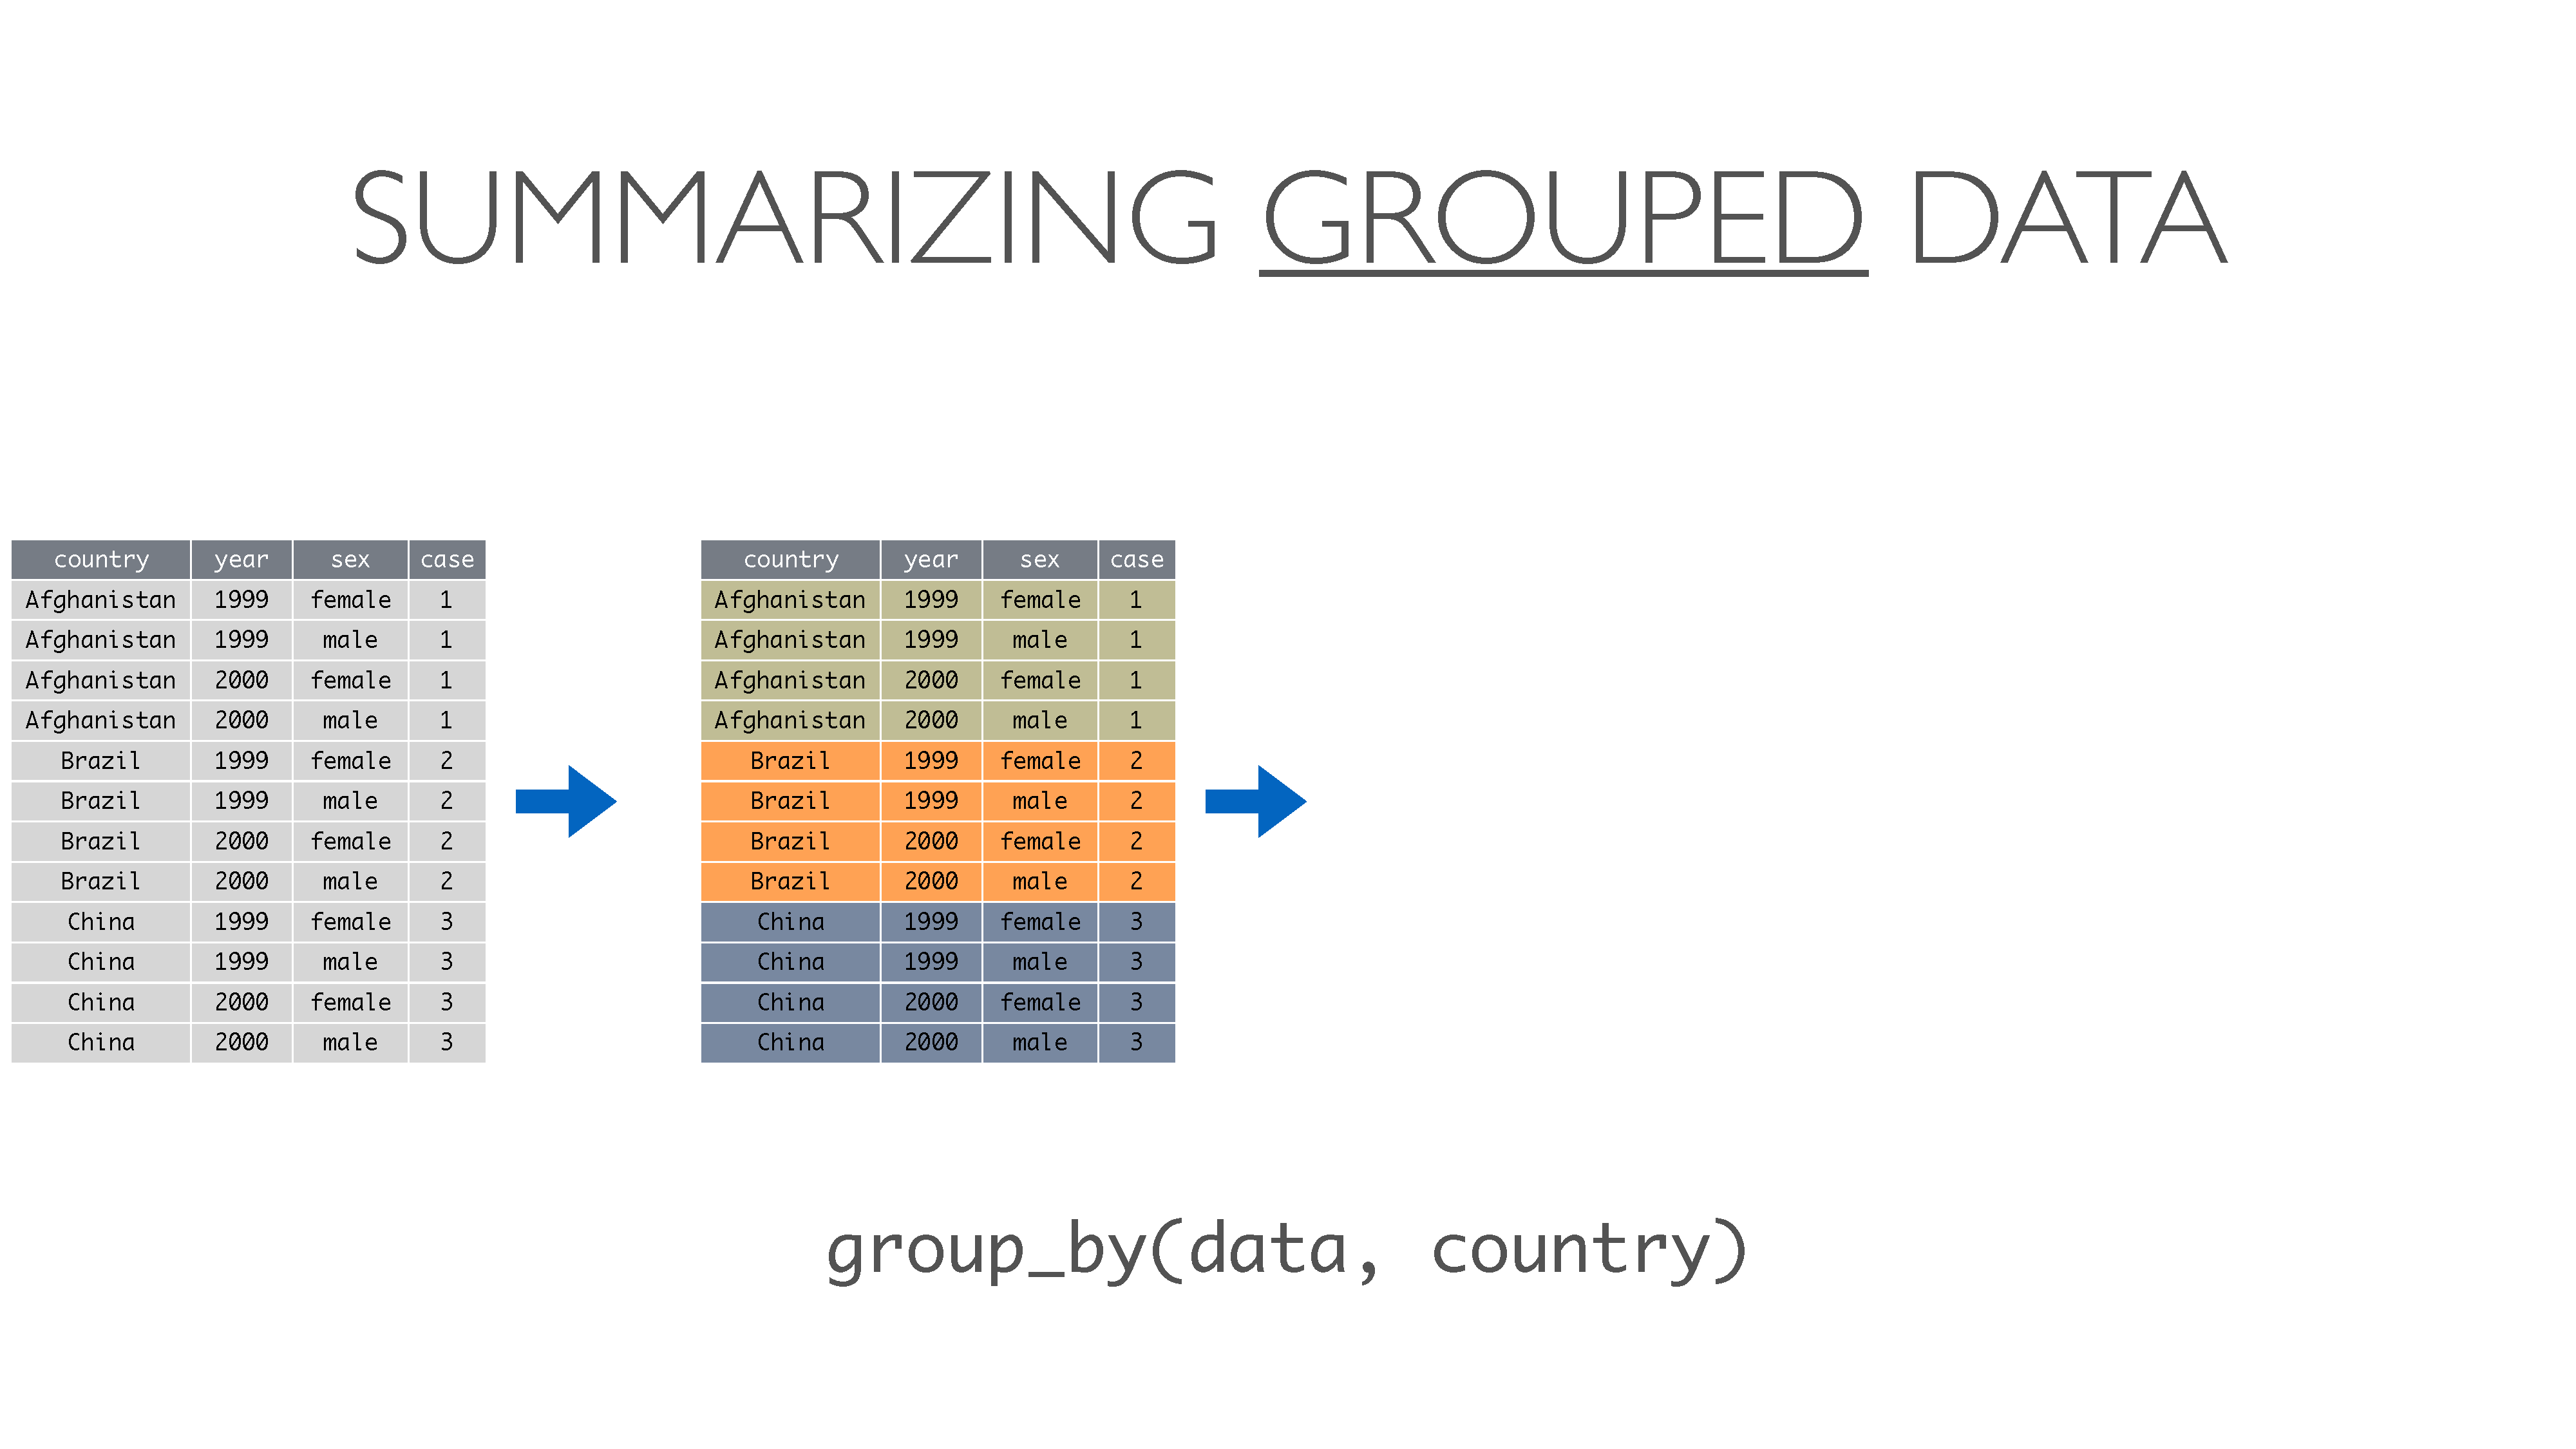 SUMMARIZING GROUPED DATA
country year sex case
Afghanistan 1999 female 1
Afghanistan 1999 male 1
Afghanistan 2000 female 1
Afghanistan 2000 male 1
Brazil 1999 female 2
Brazil 1999 male 2
Brazil 2000 female 2
Brazil 2000 male 2
China 1999 female 3
China 1999 male 3
China 2000 female 3
China 2000 male 3
country year sex case
Afghanistan 1999 female 1
Afghanistan 1999 male 1
Afghanistan 2000 female 1
Afghanistan 2000 male 1
Brazil 1999 female 2
Brazil 1999 male 2
Brazil 2000 female 2
Brazil 2000 male 2
China 1999 female 3
China 1999 male 3
China 2000 female 3
China 2000 male 3
group_by(data, country)